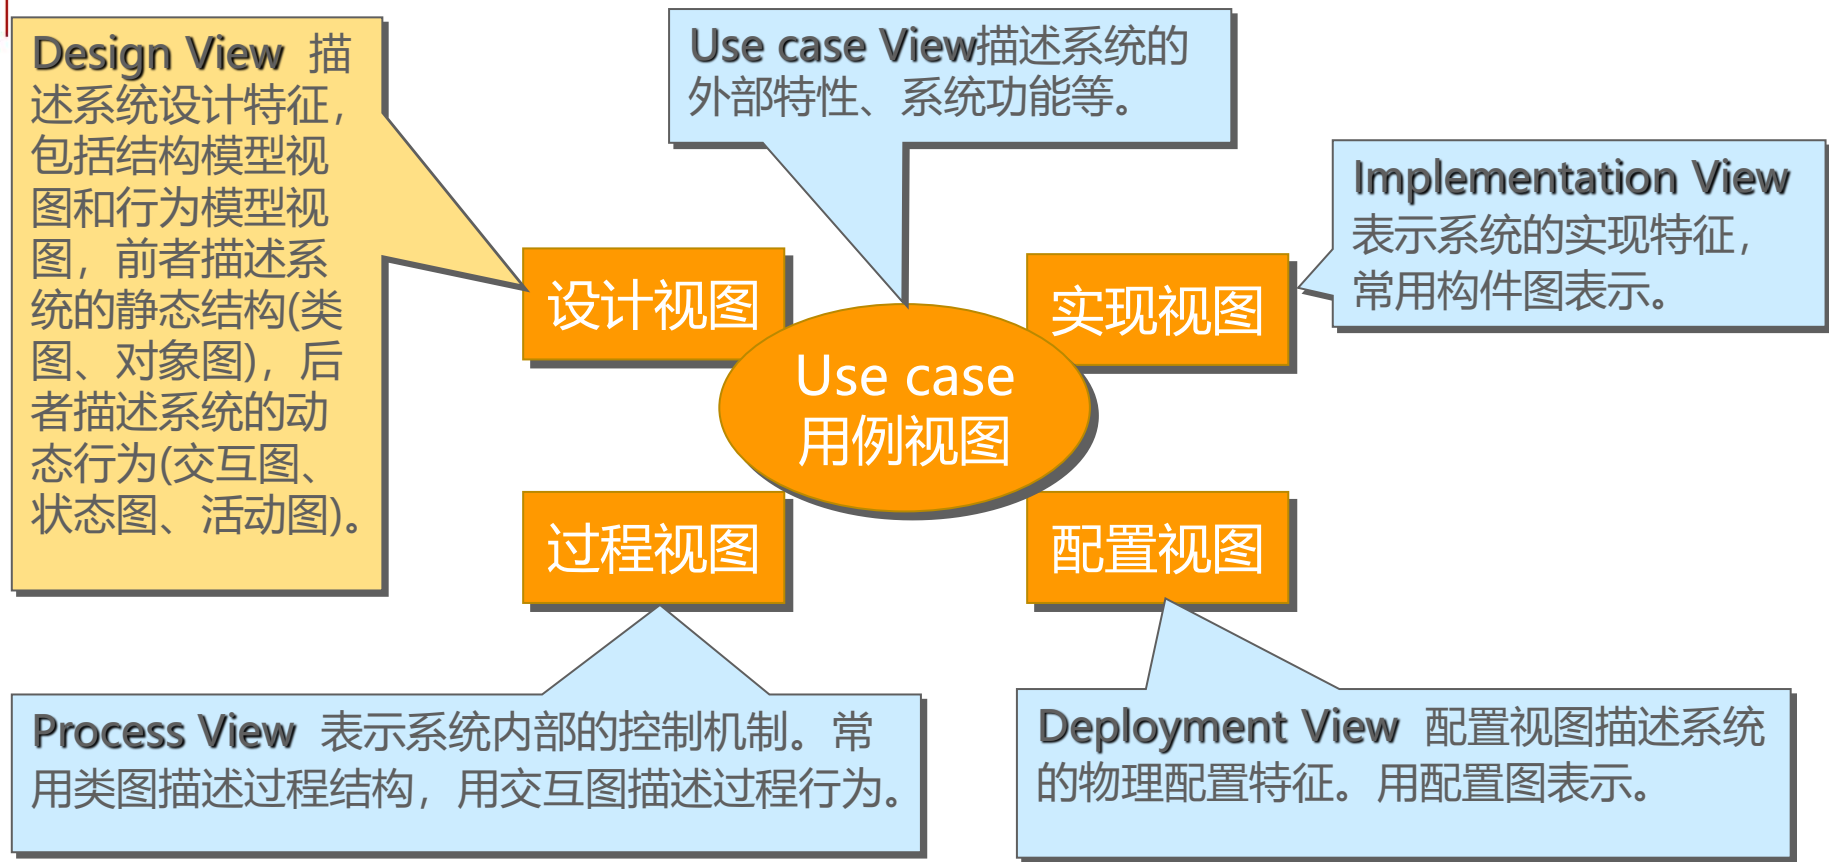 Design View 描
述系统设计特征，
包括结构模型视
图和行为模型视
图，前者描述系
统的静态结构(类
图、对象图)，后
者描述系统的动
态行为(交互图、
状态图、活动图)。
Use case View描述系统的
外部特性、系统功能等。
Implementation View
表示系统的实现特征，
常用构件图表示。
设计视图
实现视图
Use case
用例视图
过程视图
配置视图
Process View 表示系统内部的控制机制。常
用类图描述过程结构，用交互图描述过程行为。
Deployment View 配置视图描述系统
的物理配置特征。用配置图表示。